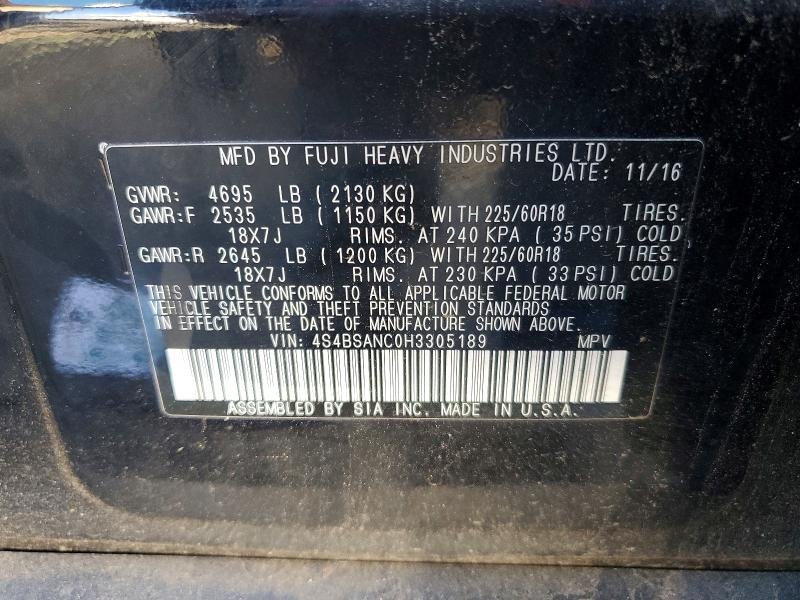 MFD BY FUJI HEAVY INDUSTRIES LTD.
DATE: 11/16
GVWR: 4695 LB ( 2130 KG)
GAWR:F 2535 LB ( 1150 KG) WITH 225/60R18 TIRES.
18X7J RIMS. AT 240 KPA ( 35 PSI) COLD
GAWR:R 2645 LB ( 1200 KG) WITH 225/60R18 TIRES.
18X7J RIMS. AT 230 KPA ( 33 PSI) COLD
THIS VEHICLE CONFORMS TO ALL APPLICABLE FEDERAL MOTOR
VEHICLE SAFETY AND THEFT PREVENTION STANDARDS
IN EFFECT ON THE DATE OF MANUFACTURE SHOWN ABOVE.
VIN: 4S4BSANC0H3305189 MPV
ASSEMBLED BY SIA INC. MADE IN U.S.A.